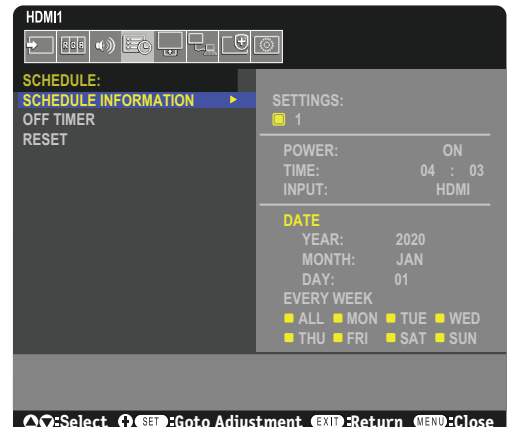 HDMI1
RGB
SCHEDULE:
SCHEDULE INFORMATION
OFF TIMER
RESET
SETTINGS:
1
POWER: ON
TIME: 04 : 03
INPUT: HDMI
DATE
YEAR: 2020
MONTH: JAN
DAY: 01
EVERY WEEK
ALL MON TUE WED
THU FRI SAT SUN
:Select SET:Goto Adjustment EXIT:Return MENU:Close